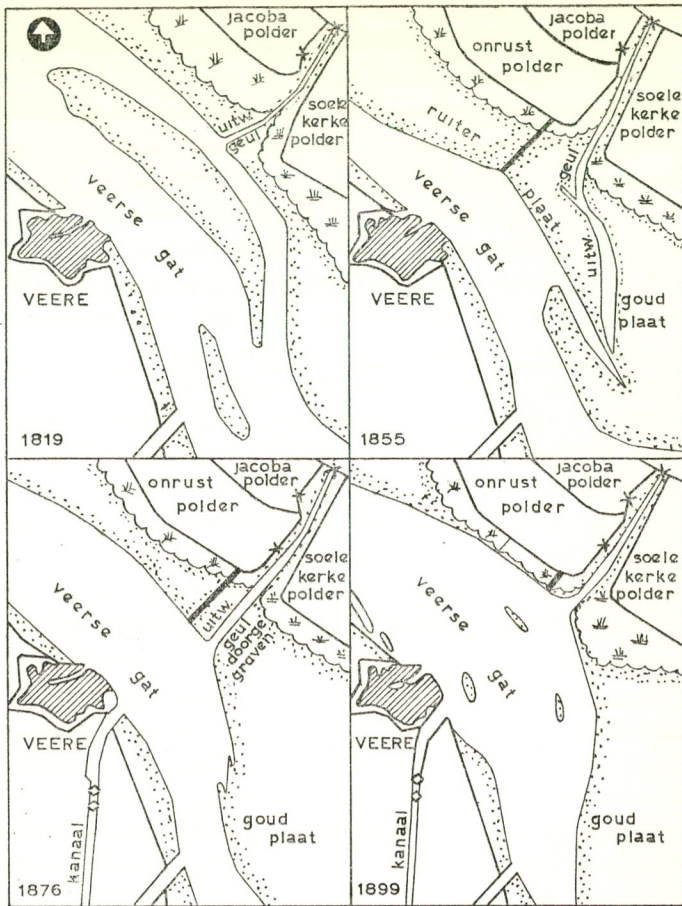 jacoba
polder
uitw.
geul
soele
kerke
polder
veerse
gat
VEERE
1819
jacoba
polder
onrust
polder
soele
kerke
polder
ruiter
plaat
geul
uitw.
veerse
gat
VEERE
goud
plaat
1855
jacoba
polder
onrust
polder
soele
kerke
polder
uitw.
geul
doorge
graven
veerse
gat
VEERE
kanaal
goud
plaat
1876
jacoba
polder
onrust
polder
soele
kerke
polder
veerse
gat
VEERE
kanaal
goud
plaat
1899